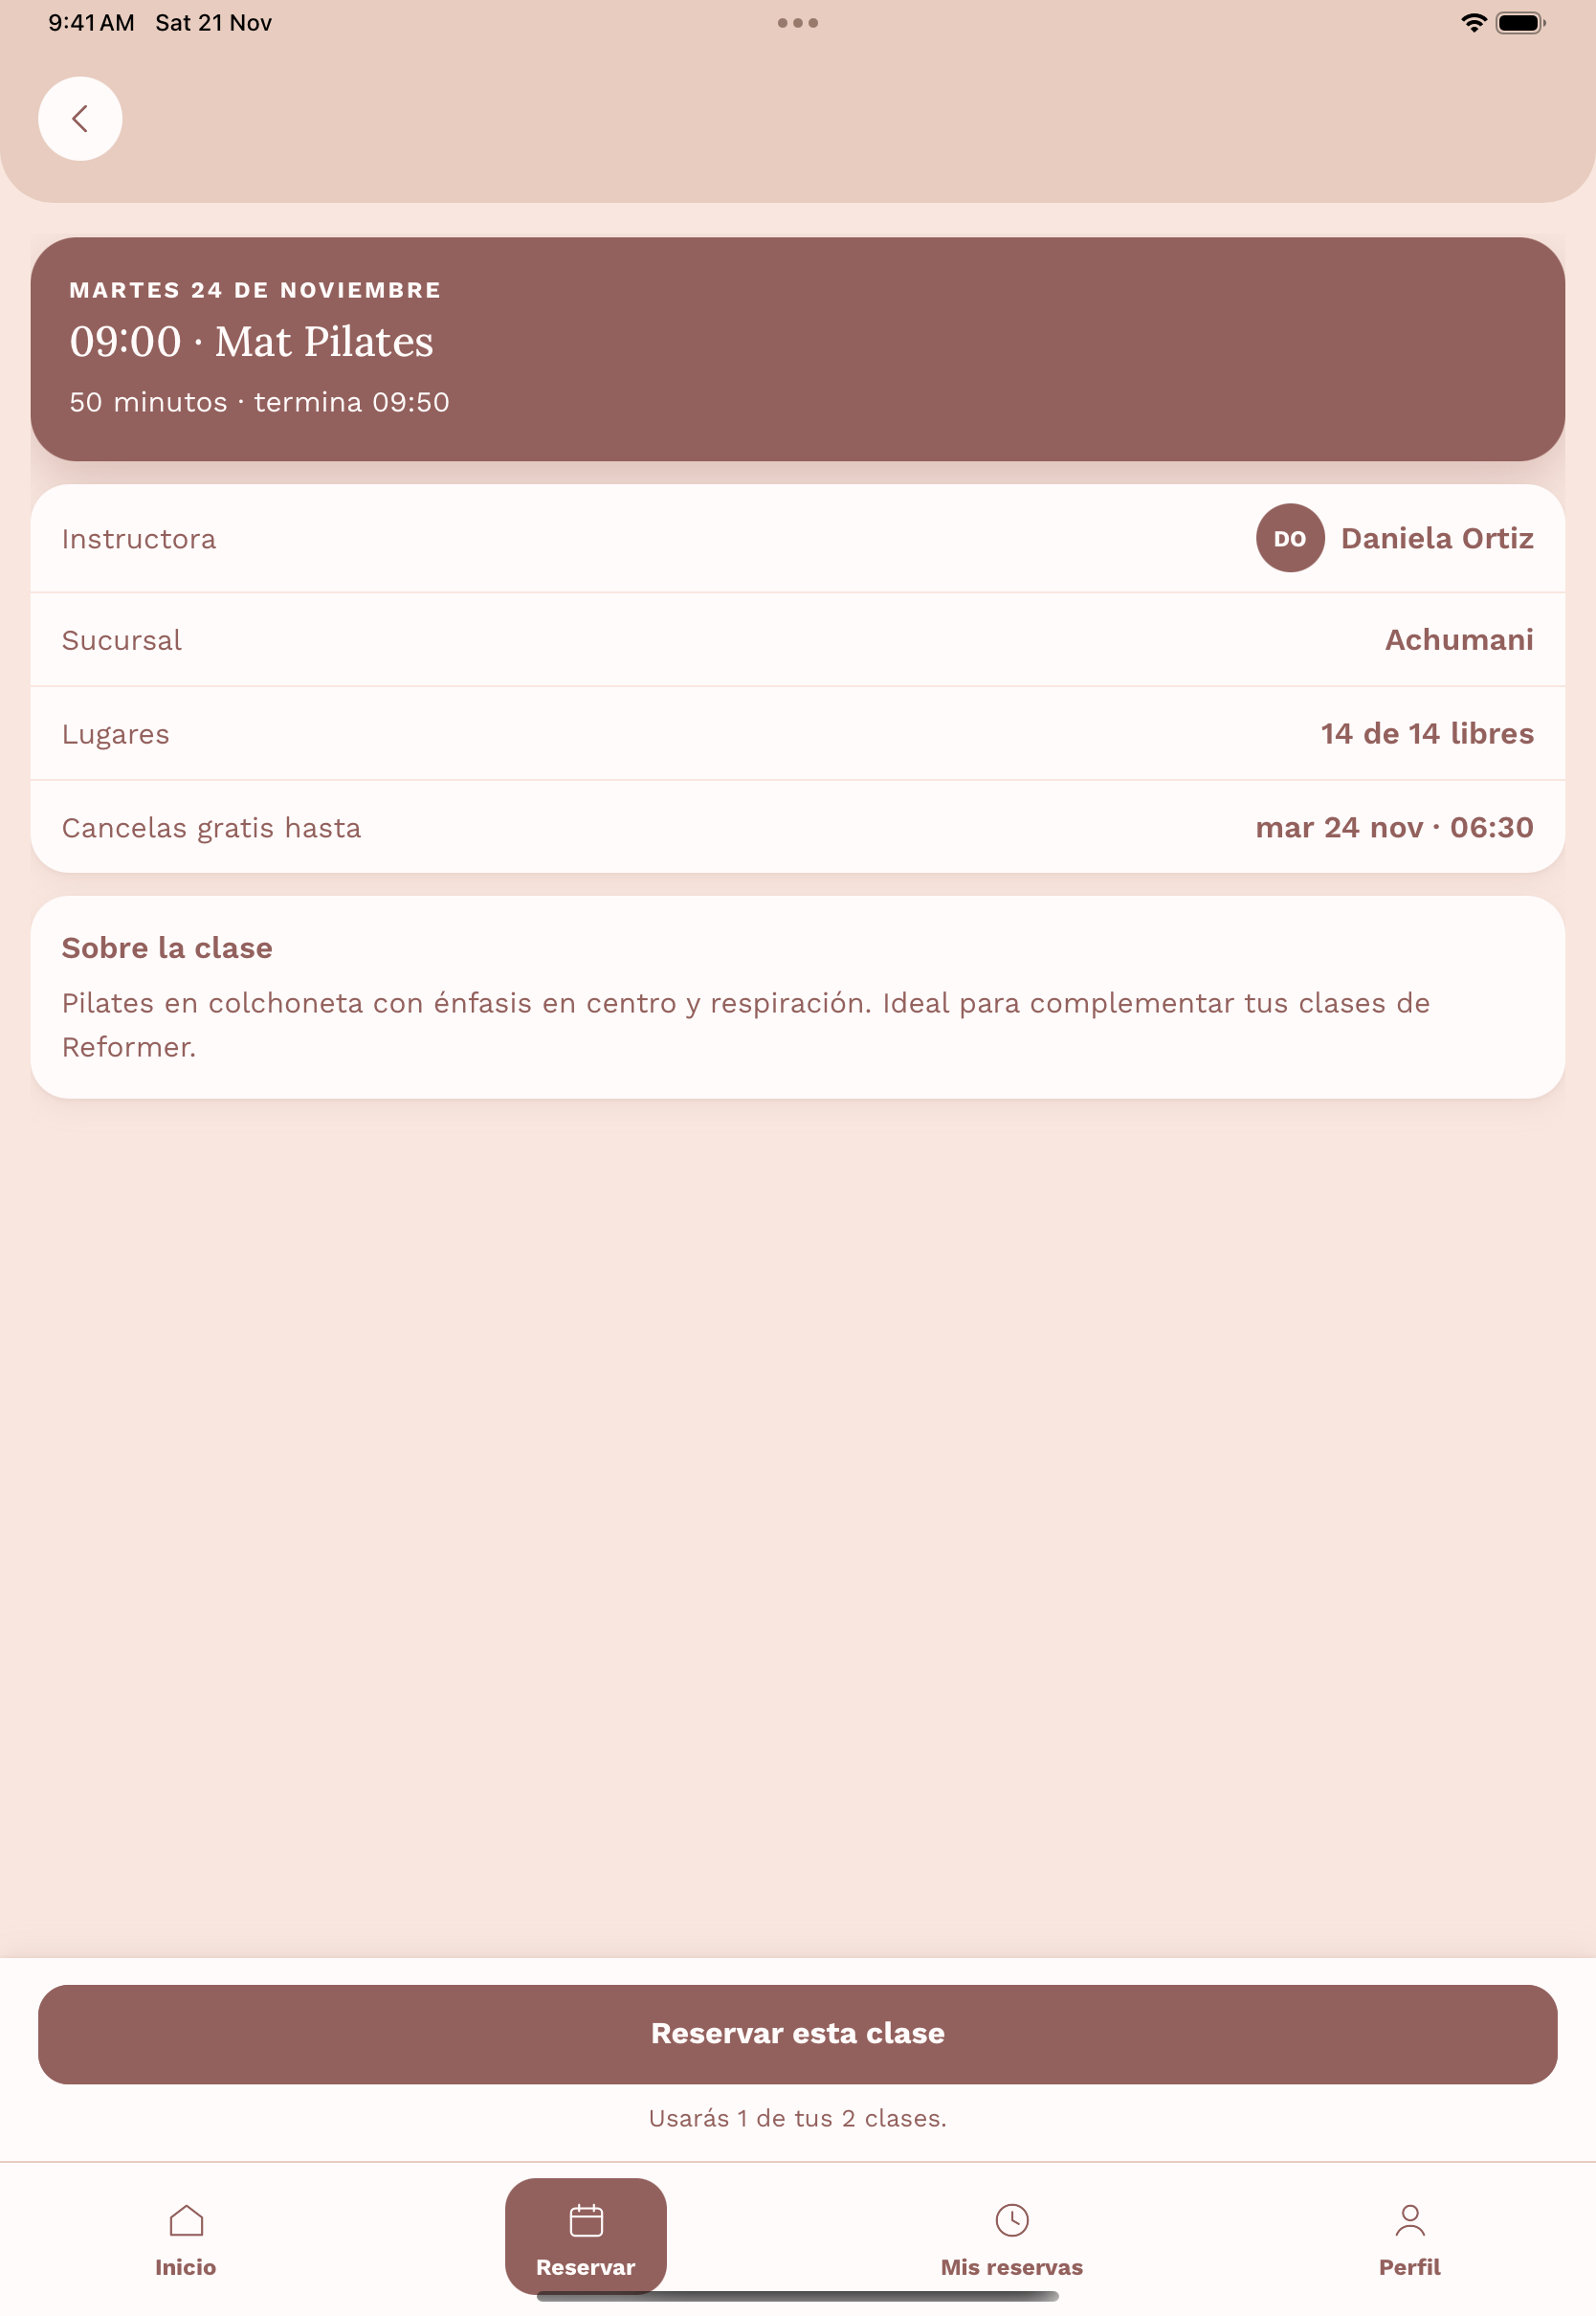 9:41 AM Sat 21 Nov
MARTES 24 DE NOVIEMBRE
09:00 · Mat Pilates
50 minutos · termina 09:50
Instructora DO Daniela Ortiz
Sucursal Achumani
Lugares 14 de 14 libres
Cancelas gratis hasta mar 24 nov · 06:30
Sobre la clase
Pilates en colchoneta con énfasis en centro y respiración. Ideal para complementar tus clases de
Reformer.
Reservar esta clase
Usarás 1 de tus 2 clases.
Inicio Reservar Mis reservas Perfil